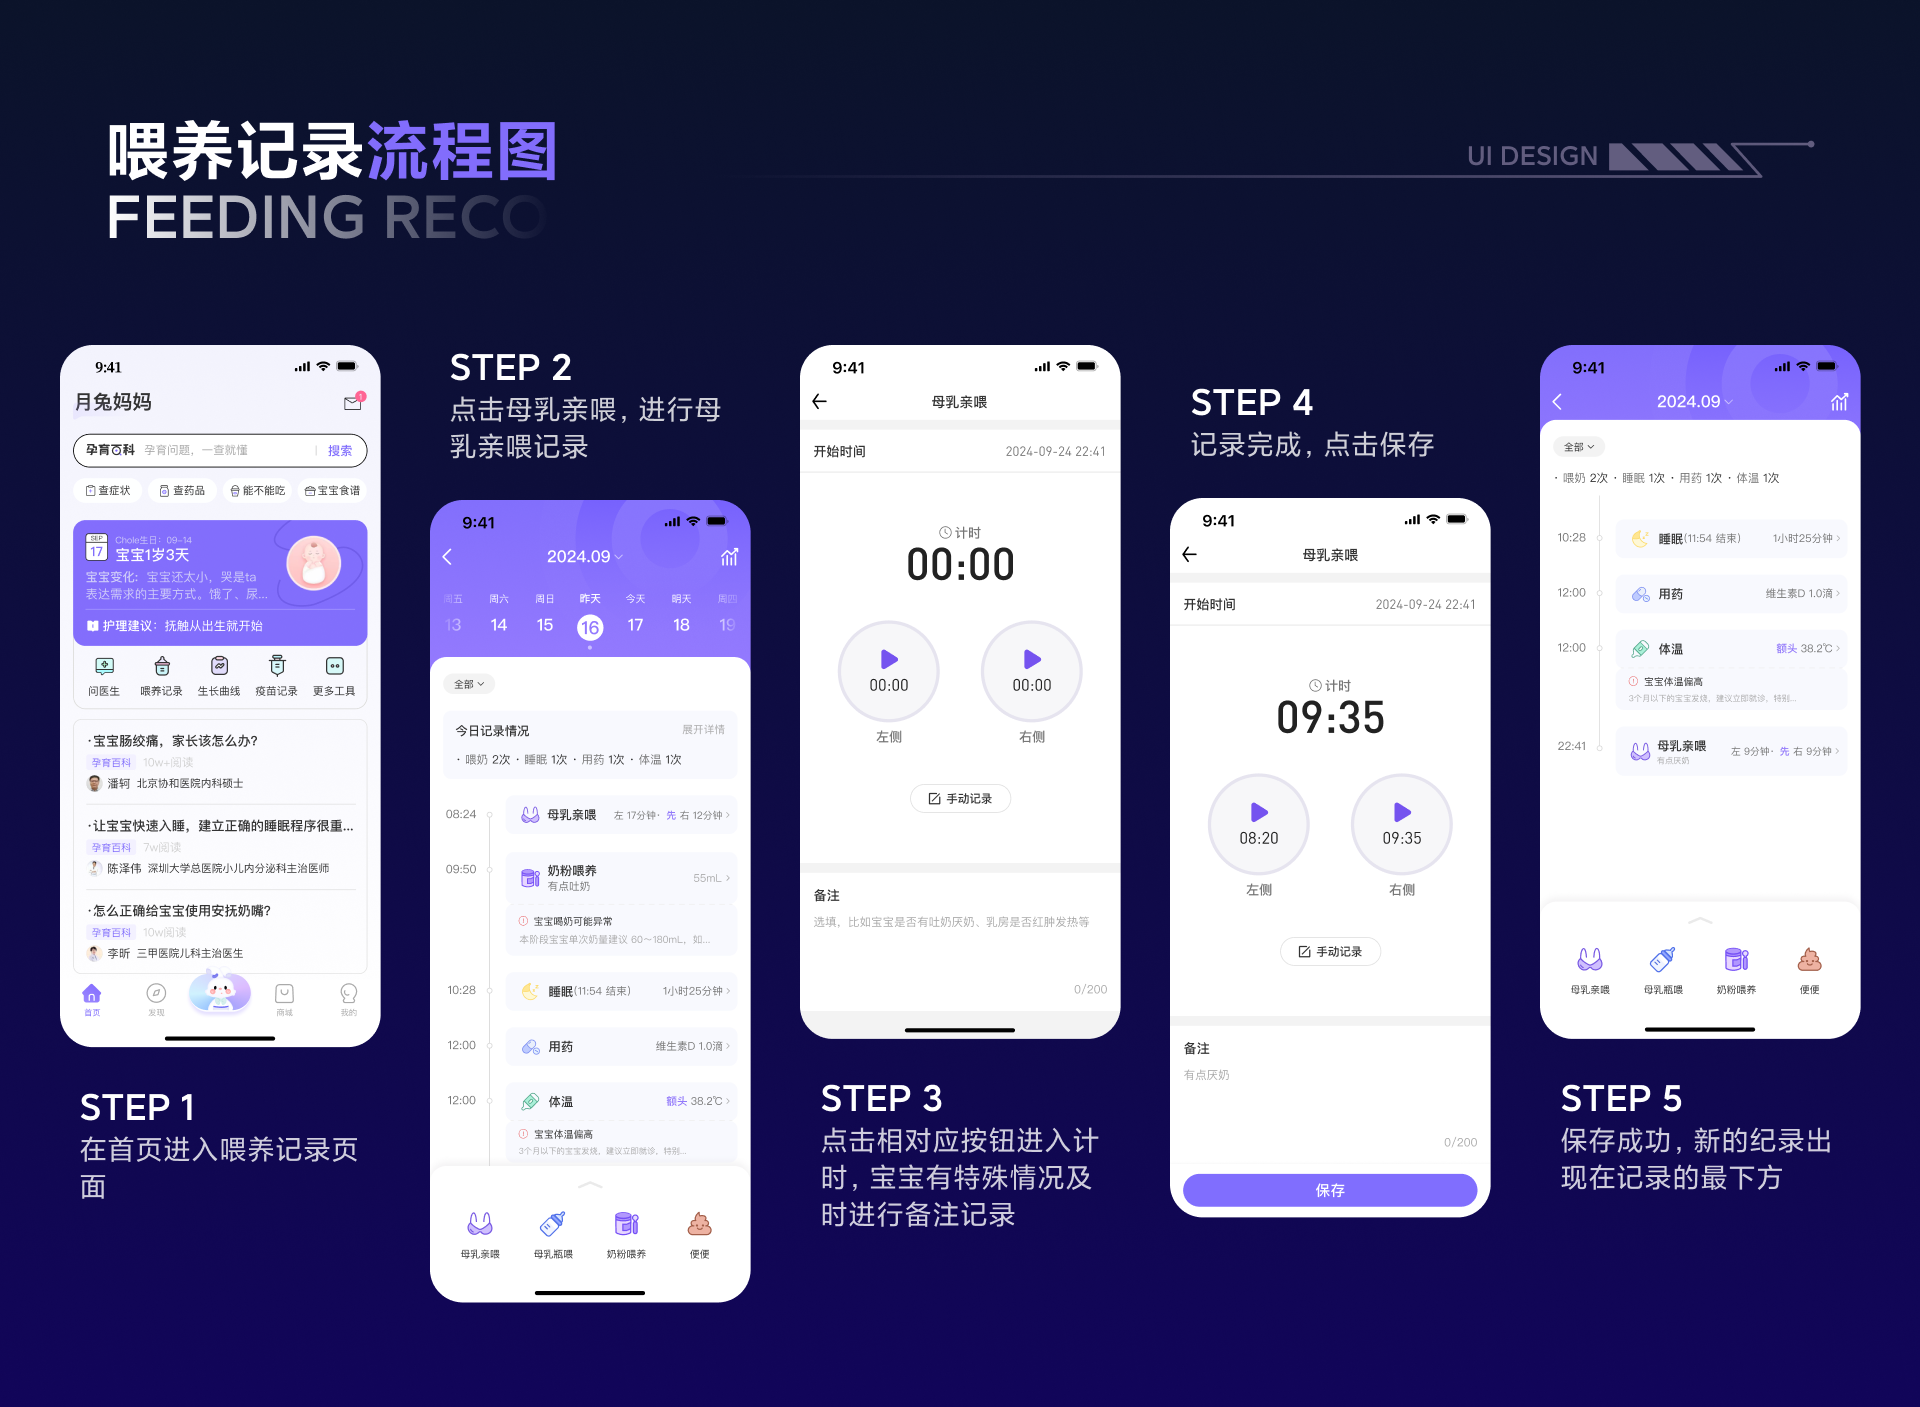 喂养记录流程图
FEEDING RECO
UI DESIGN
9:41
月兔妈妈
1
孕育百科 孕育问题，一查就懂 搜索
查症状 查药品 能不能吃 宝宝食谱
SEP
17
Chole生日：09-14
宝宝1岁3天
宝宝变化：宝宝还太小，哭是ta
表达需求的主要方式。饿了、尿...
护理建议：抚触从出生就开始
问医生 喂养记录 生长曲线 疫苗记录 更多工具
·宝宝肠绞痛，家长该怎么办?
孕育百科 10w+阅读
潘轲 北京协和医院内科硕士
·让宝宝快速入睡，建立正确的睡眠程序很重...
孕育百科 7w阅读
陈泽伟 深圳大学总医院小儿内分泌科主治医师
·怎么正确给宝宝使用安抚奶嘴?
孕育百科 10w阅读
李昕 三甲医院儿科主治医生
首页 发现 商城 我的
STEP 1
在首页进入喂养记录页
面
STEP 2
点击母乳亲喂，进行母
乳亲喂记录
9:41
2024.09
周五 周六 周日 昨天 今天 明天 周四
13 14 15 16 17 18 19
全部
今日记录情况 展开详情
· 喂奶 2次 · 睡眠 1次 · 用药 1次 · 体温 1次
08:24 母乳亲喂 左 17分钟· 先 右 12分钟
09:50 奶粉喂养 55mL
有点吐奶
宝宝喝奶可能异常
本阶段宝宝单次奶量建议 60～180mL，如...
10:28 睡眠(11:54 结束) 1小时25分钟
12:00 用药 维生素D 1.0滴
12:00 体温 额头 38.2℃
宝宝体温偏高
3个月以下的宝宝发烧，建议立即就诊，特别...
母乳亲喂 母乳瓶喂 奶粉喂养 便便
9:41
母乳亲喂
开始时间 2024-09-24 22:41
计时
00:00
00:00 00:00
左侧 右侧
手动记录
备注
选填，比如宝宝是否有吐奶厌奶、乳房是否红肿发热等
0/200
STEP 3
点击相对应按钮进入计
时，宝宝有特殊情况及
时进行备注记录
STEP 4
记录完成，点击保存
9:41
母乳亲喂
开始时间 2024-09-24 22:41
计时
09:35
08:20 09:35
左侧 右侧
手动记录
备注
有点厌奶
0/200
保存
9:41
2024.09
全部
· 喂奶 2次 · 睡眠 1次 · 用药 1次 · 体温 1次
10:28 睡眠(11:54 结束) 1小时25分钟
12:00 用药 维生素D 1.0滴
12:00 体温 额头 38.2℃
宝宝体温偏高
3个月以下的宝宝发烧，建议立即就诊，特别...
22:41 母乳亲喂 左 9分钟· 先 右 9分钟
有点厌奶
母乳亲喂 母乳瓶喂 奶粉喂养 便便
STEP 5
保存成功，新的纪录出
现在记录的最下方